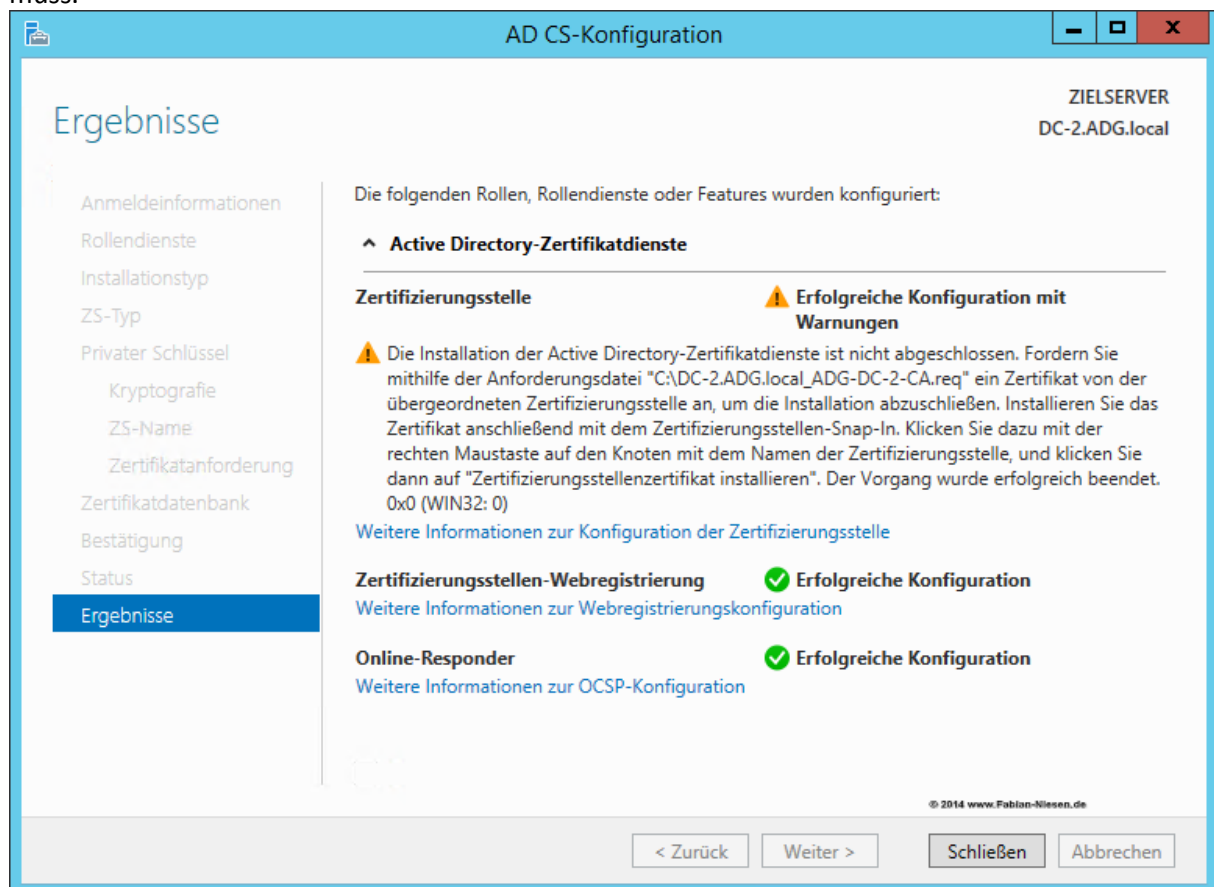 muss.
AD CS-Konfiguration
Ergebnisse
ZIELSERVER
DC-2.ADG.local
Anmeldeinformationen
Rollendienste
Installationstyp
ZS-Typ
Privater Schlüssel
Kryptografie
ZS-Name
Zertifikatanforderung
Zertifikatdatenbank
Bestätigung
Status
Ergebnisse
Die folgenden Rollen, Rollendienste oder Features wurden konfiguriert:
Active Directory-Zertifikatdienste
Zertifizierungsstelle
Erfolgreiche Konfiguration mit
Warnungen
Die Installation der Active Directory-Zertifikatdienste ist nicht abgeschlossen. Fordern Sie
mithilfe der Anforderungsdatei "C:\DC-2.ADG.local_ADG-DC-2-CA.req" ein Zertifikat von der
übergeordneten Zertifizierungsstelle an, um die Installation abzuschließen. Installieren Sie das
Zertifikat anschließend mit dem Zertifizierungsstellen-Snap-In. Klicken Sie dazu mit der
rechten Maustaste auf den Knoten mit dem Namen der Zertifizierungsstelle, und klicken Sie
dann auf "Zertifizierungsstellenzertifikat installieren". Der Vorgang wurde erfolgreich beendet.
0x0 (WIN32: 0)
Weitere Informationen zur Konfiguration der Zertifizierungsstelle
Zertifizierungsstellen-Webregistrierung
Erfolgreiche Konfiguration
Weitere Informationen zur Webregistrierungskonfiguration
Online-Responder
Erfolgreiche Konfiguration
Weitere Informationen zur OCSP-Konfiguration
© 2014 www.Fabian-Niesen.de
< Zurück
Weiter >
Schließen
Abbrechen